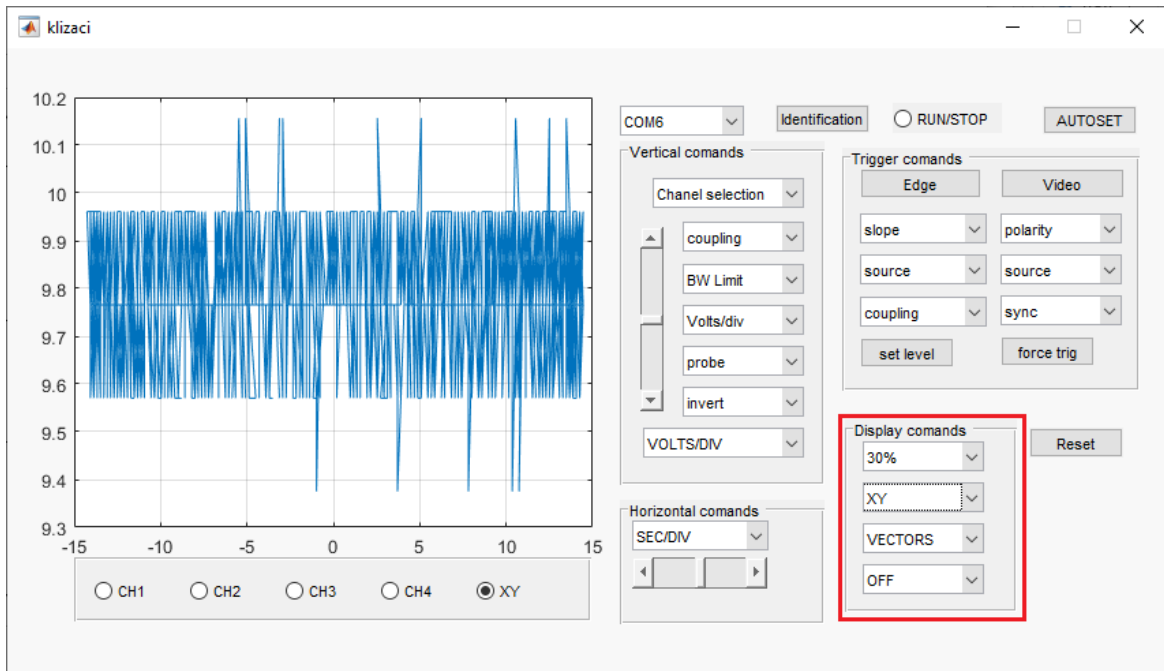 klizaci
10.2
10.1
10
9.9
9.8
9.7
9.6
9.5
9.4
9.3
-15
-10
-5
0
5
10
15
CH1
CH2
CH3
CH4
XY
COM6
Identification
RUN/STOP
AUTOSET
Vertical comands
Chanel selection
coupling
BW Limit
Volts/div
probe
invert
VOLTS/DIV
Trigger comands
Edge
Video
slope
polarity
source
source
coupling
sync
set level
force trig
Horizontal comands
SEC/DIV
Display comands
30%
XY
VECTORS
OFF
Reset